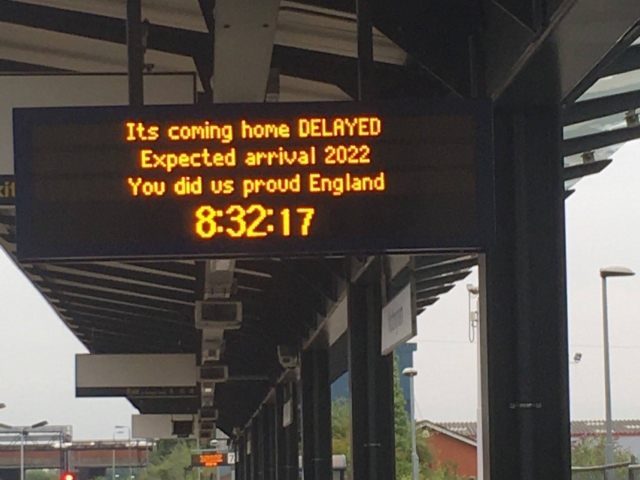 Its coming home DELAYED
Expected arrival 2022
You did us proud England
8:32:17